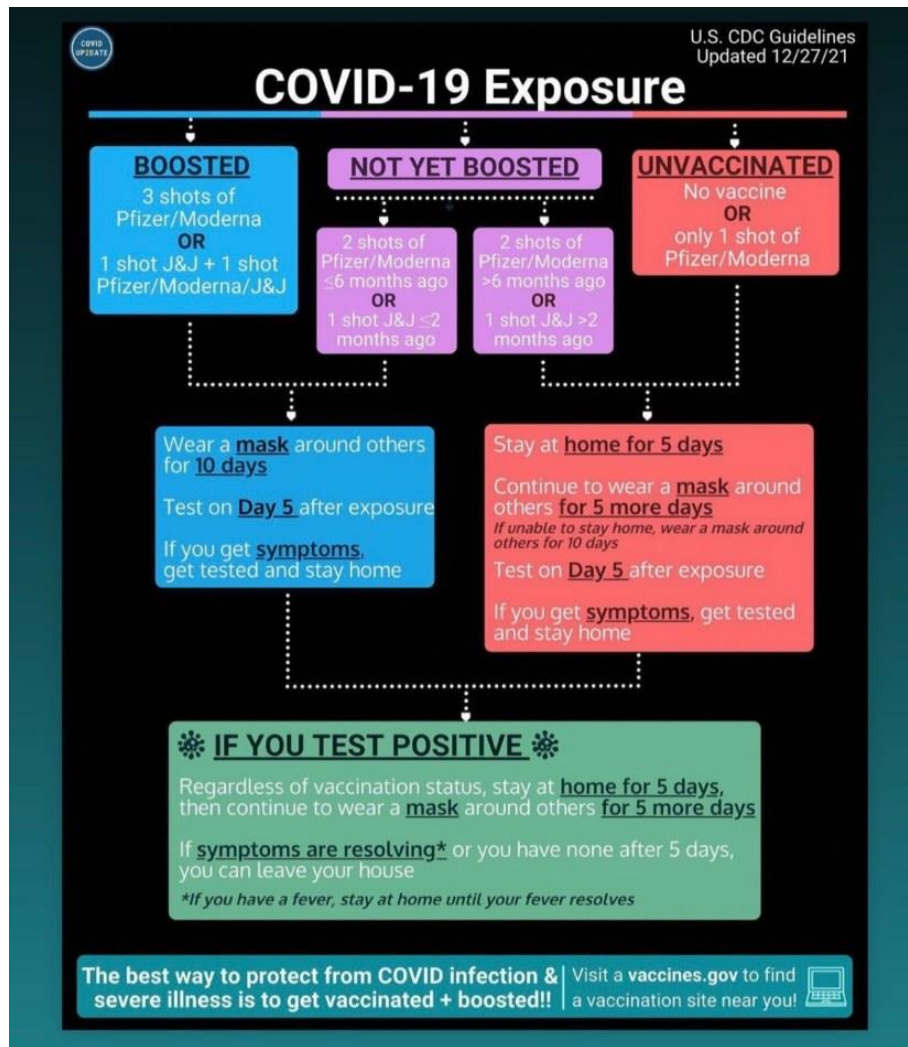 COVID
UP2DATE
U.S. CDC Guidelines
Updated 12/27/21
COVID-19 Exposure
BOOSTED
3 shots of
Pfizer/Moderna
OR
1 shot J&J + 1 shot
Pfizer/Moderna/J&J
NOT YET BOOSTED
2 shots of
Pfizer/Moderna
≤6 months ago
OR
1 shot J&J ≤2
months ago
2 shots of
Pfizer/Moderna
>6 months ago
OR
1 shot J&J >2
months ago
UNVACCINATED
No vaccine
OR
only 1 shot of
Pfizer/Moderna
Wear a mask around others
for 10 days
Test on Day 5 after exposure
If you get symptoms,
get tested and stay home
Stay at home for 5 days
Continue to wear a mask around
others for 5 more days
If unable to stay home, wear a mask around
others for 10 days
Test on Day 5 after exposure
If you get symptoms, get tested
and stay home
IF YOU TEST POSITIVE
Regardless of vaccination status, stay at home for 5 days,
then continue to wear a mask around others for 5 more days
If symptoms are resolving* or you have none after 5 days,
you can leave your house
*If you have a fever, stay at home until your fever resolves
The best way to protect from COVID infection &
severe illness is to get vaccinated + boosted!!
Visit a vaccines.gov to find
a vaccination site near you!